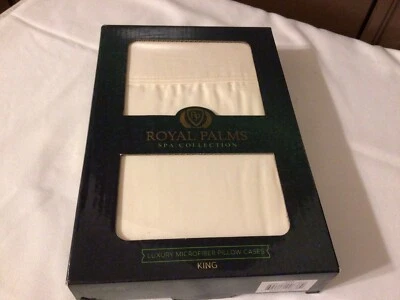 ROYAL PALMS
SPA COLLECTION
LUXURY MICROFIBER PILLOW CASES
KING